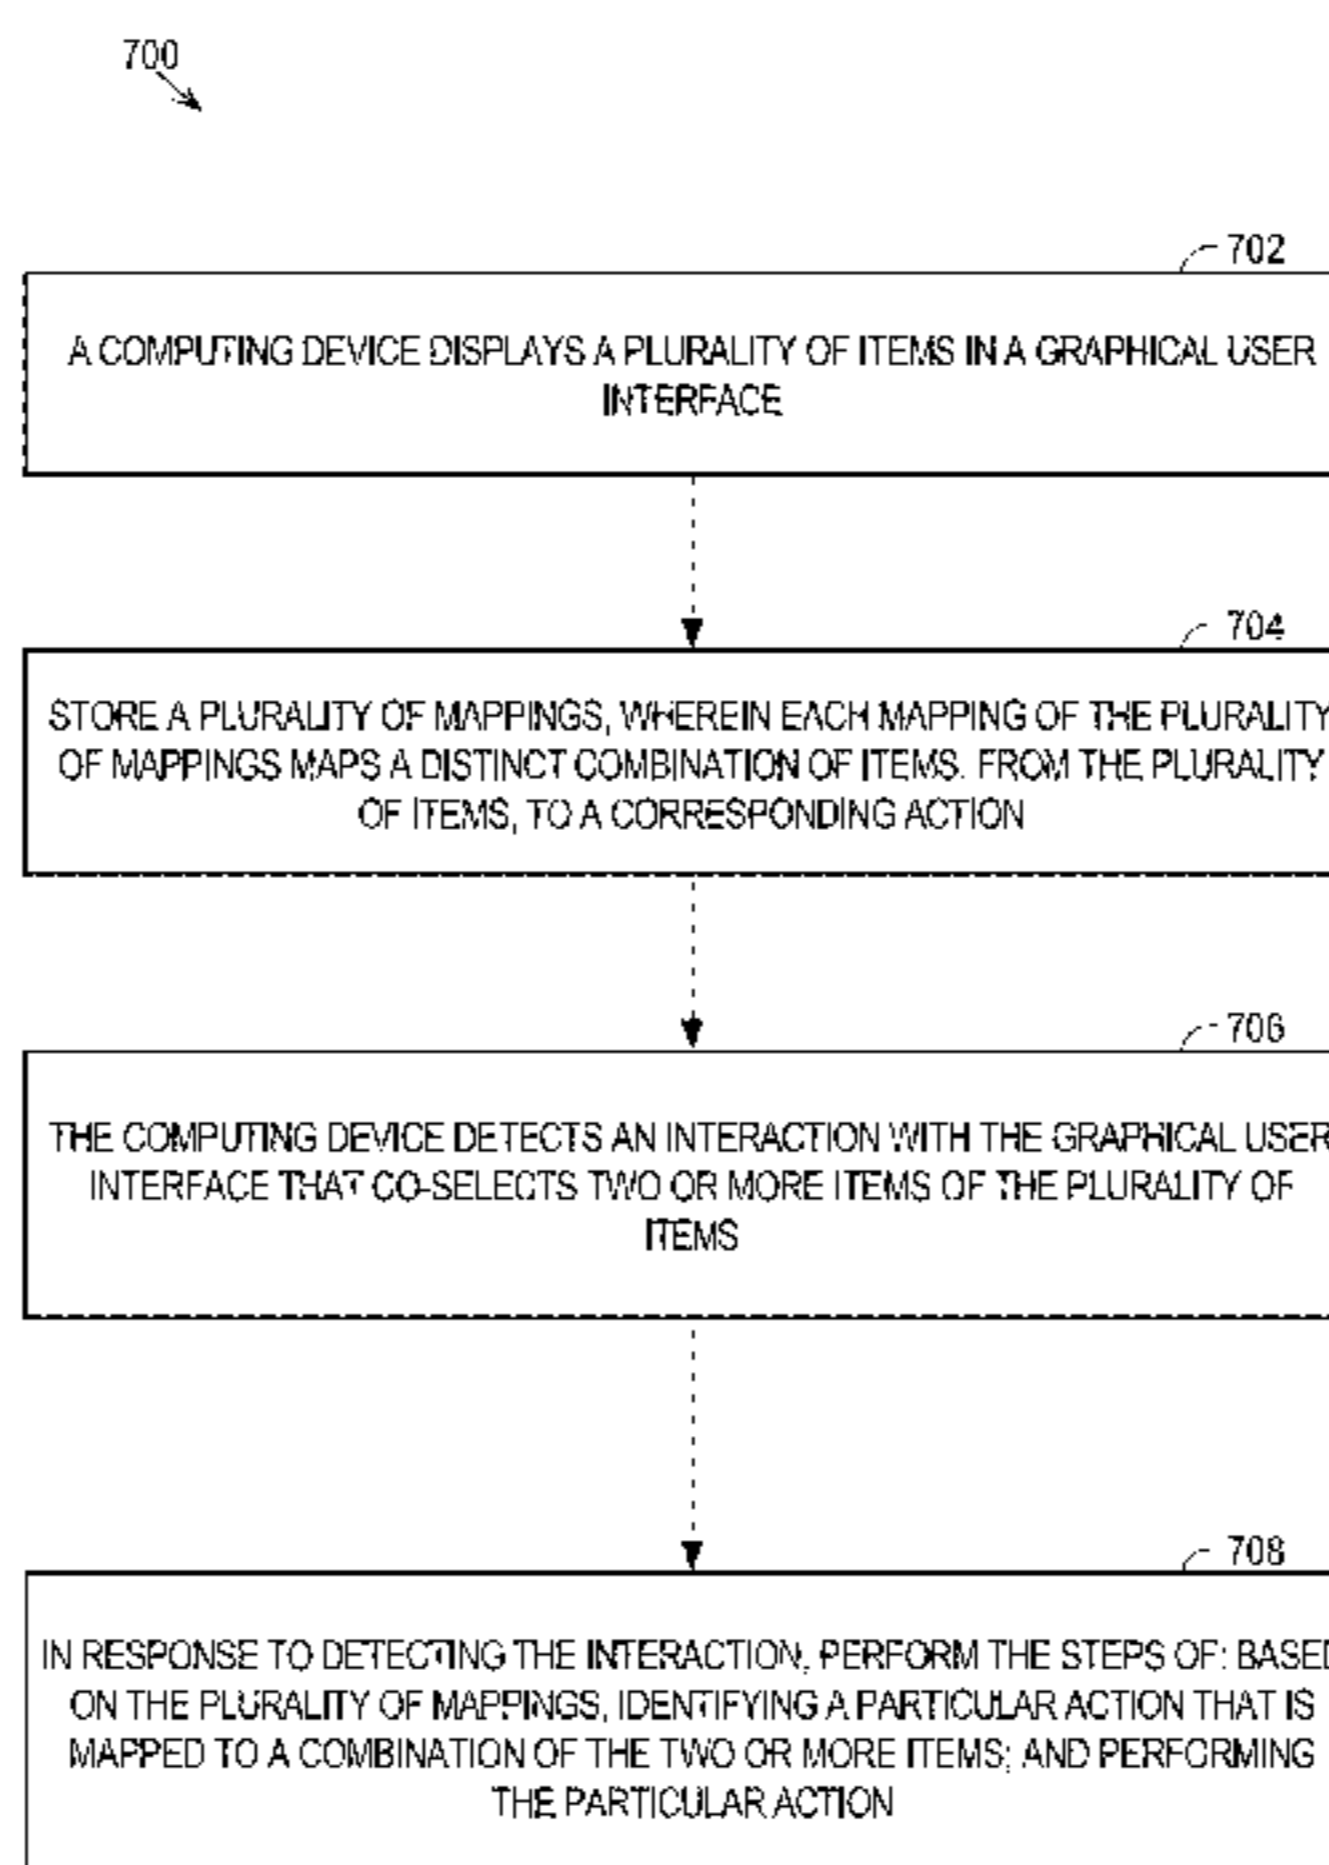 700
702
A COMPUTING DEVICE DISPLAYS A PLURALITY OF ITEMS IN A GRAPHICAL USER
INTERFACE
704
STORE A PLURALITY OF MAPPINGS, WHEREIN EACH MAPPING OF THE PLURALITY
OF MAPPINGS MAPS A DISTINCT COMBINATION OF ITEMS. FROM THE PLURALITY
OF ITEMS, TO A CORRESPONDING ACTION
706
THE COMPUTING DEVICE DETECTS AN INTERACTION WITH THE GRAPHICAL USER
INTERFACE THAT CO-SELECTS TWO OR MORE ITEMS OF THE PLURALITY OF
ITEMS
708
IN RESPONSE TO DETECTING THE INTERACTION, PERFORM THE STEPS OF: BASED
ON THE PLURALITY OF MAPPINGS, IDENTIFYING A PARTICULAR ACTION THAT IS
MAPPED TO A COMBINATION OF THE TWO OR MORE ITEMS; AND PERFORMING
THE PARTICULAR ACTION